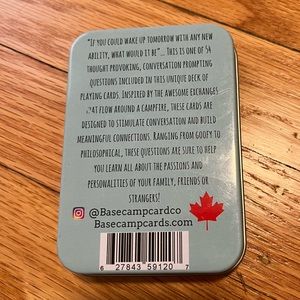 "If you could wake up tomorrow with any new
ability, what would it be"... This is one of 54
thought provoking, conversation prompting
questions included in this unique deck of
playing cards. Inspired by the awesome exchanges
that flow around a campfire, these cards are
designed to stimulate conversation and build
meaningful connections. Ranging from goofy to
philosophical, these questions are sure to help
you learn all about the passions and
personalities of your family, friends or
strangers!
@Basecampcardco
Basecampcards.com
6 27843 59120 7